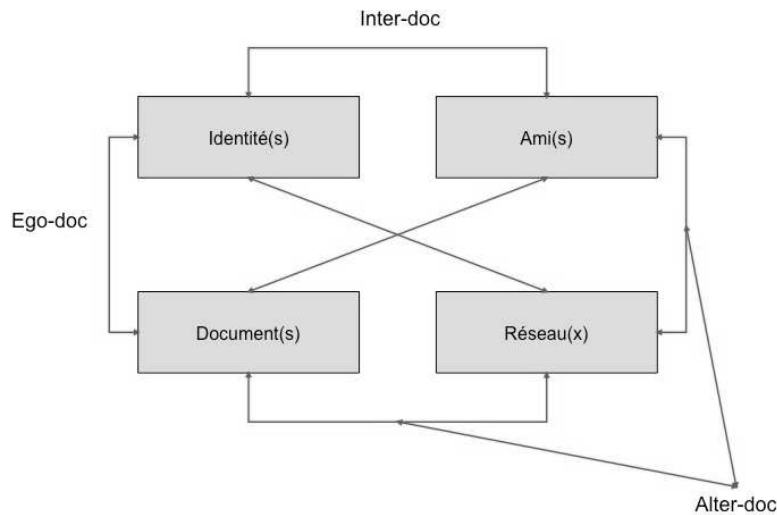 Inter-doc
Identité(s)
Ami(s)
Ego-doc
Document(s)
Réseau(x)
Alter-doc